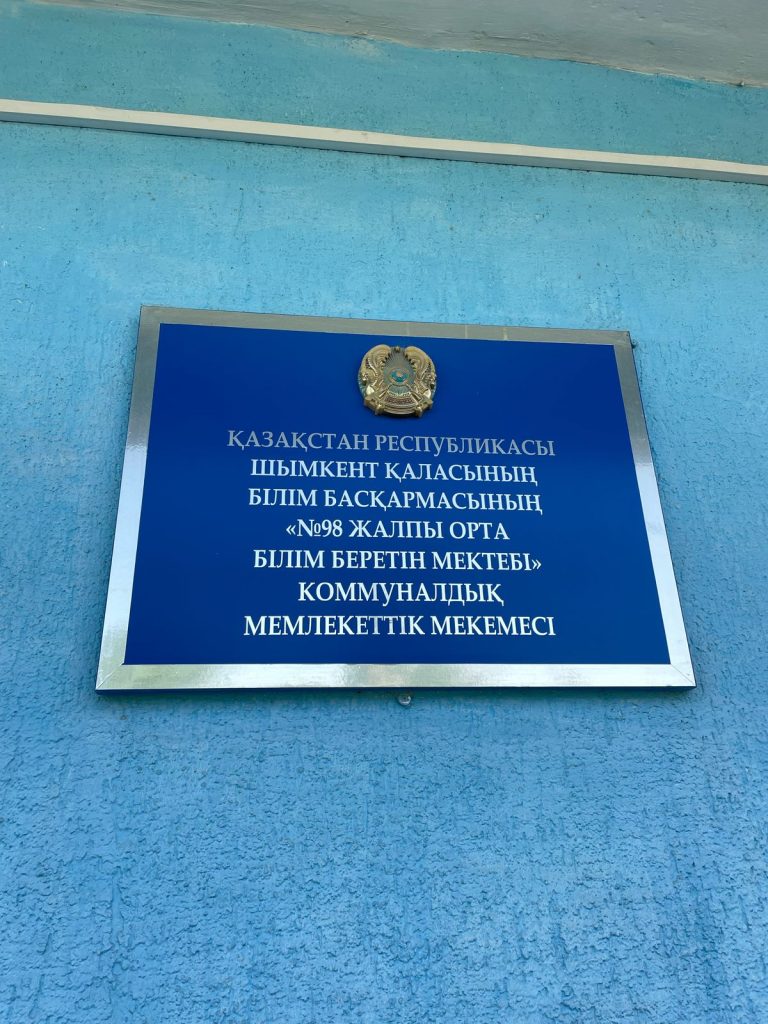 ҚАЗАҚСТАН РЕСПУБЛИКАСЫ
ШЫМКЕНТ ҚАЛАСЫНЫҢ
БІЛІМ БАСҚАРМАСЫНЫҢ
«№98 ЖАЛПЫ ОРТА
БІЛІМ БЕРЕТІН МЕКТЕБІ»
КОММУНАЛДЫҚ
МЕМЛЕКЕТТІК МЕКЕМЕСІ